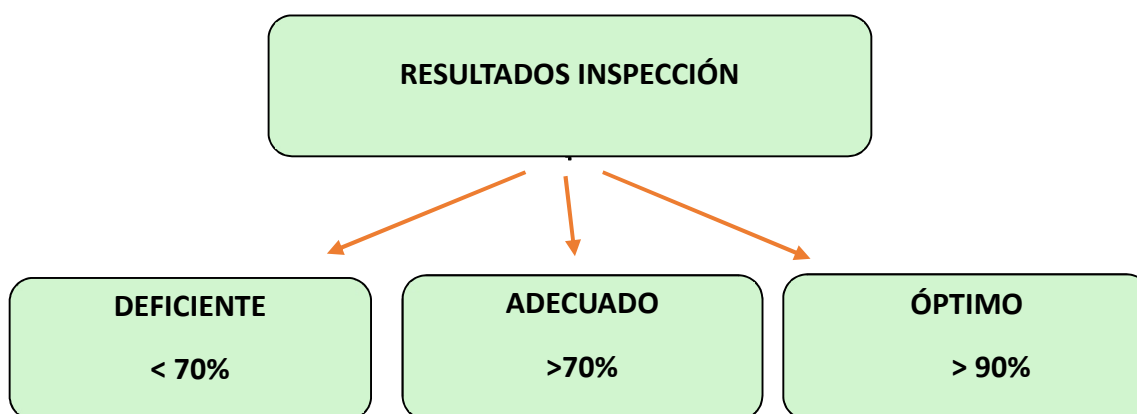 RESULTADOS INSPECCIÓN
DEFICIENTE
< 70%
ADECUADO
>70%
ÓPTIMO
> 90%